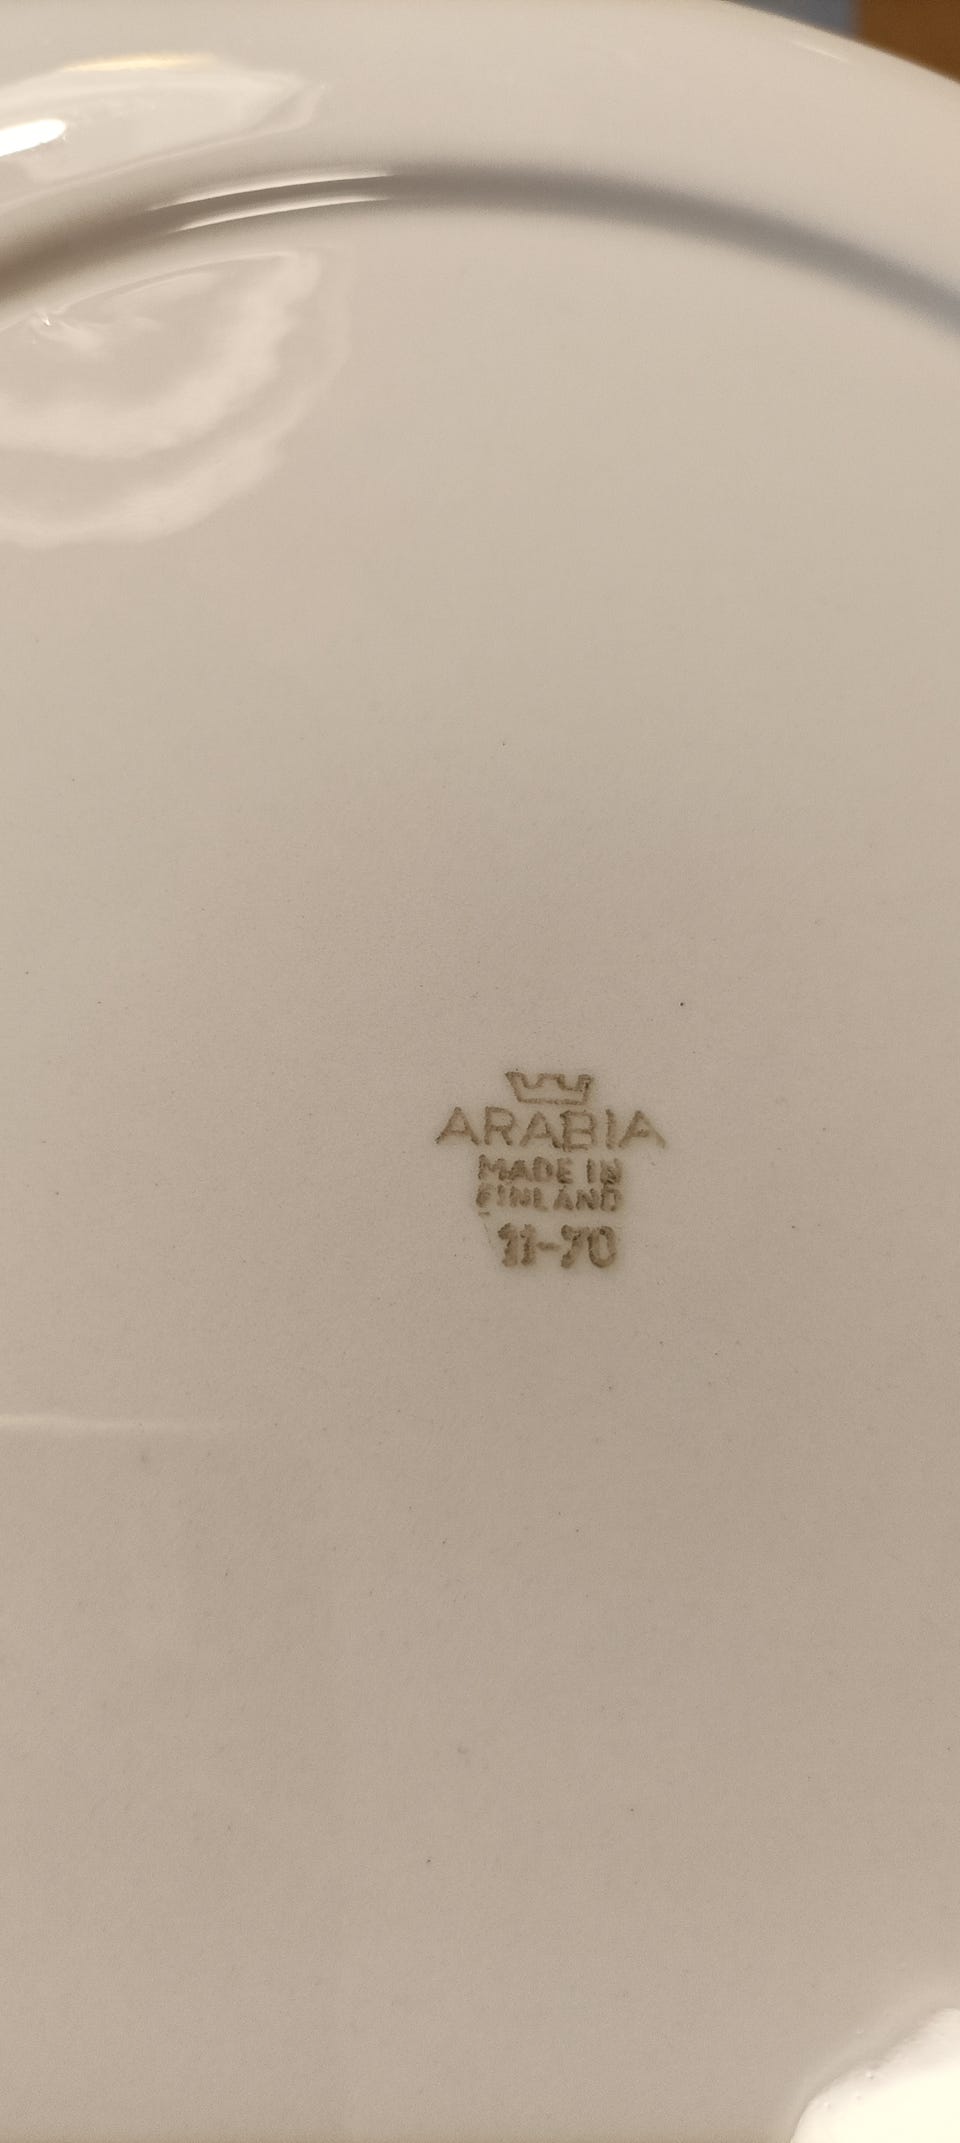 ARABIA
MADE IN
FINLAND
11-70